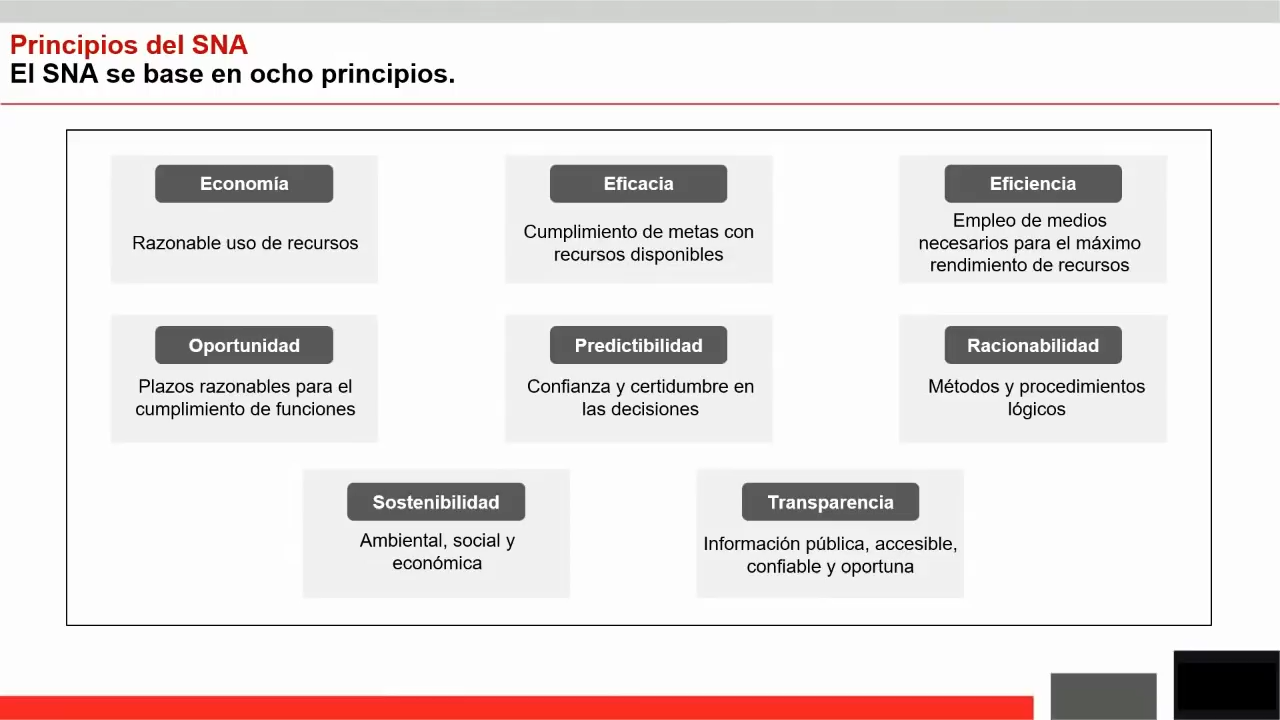 Principios del SNA
El SNA se base en ocho principios.
Economía
Razonable uso de recursos
Eficacia
Cumplimiento de metas con
recursos disponibles
Eficiencia
Empleo de medios
necesarios para el máximo
rendimiento de recursos
Oportunidad
Plazos razonables para el
cumplimiento de funciones
Predictibilidad
Confianza y certidumbre en
las decisiones
Racionabilidad
Métodos y procedimientos
lógicos
Sostenibilidad
Ambiental, social y
económica
Transparencia
Información pública, accesible,
confiable y oportuna